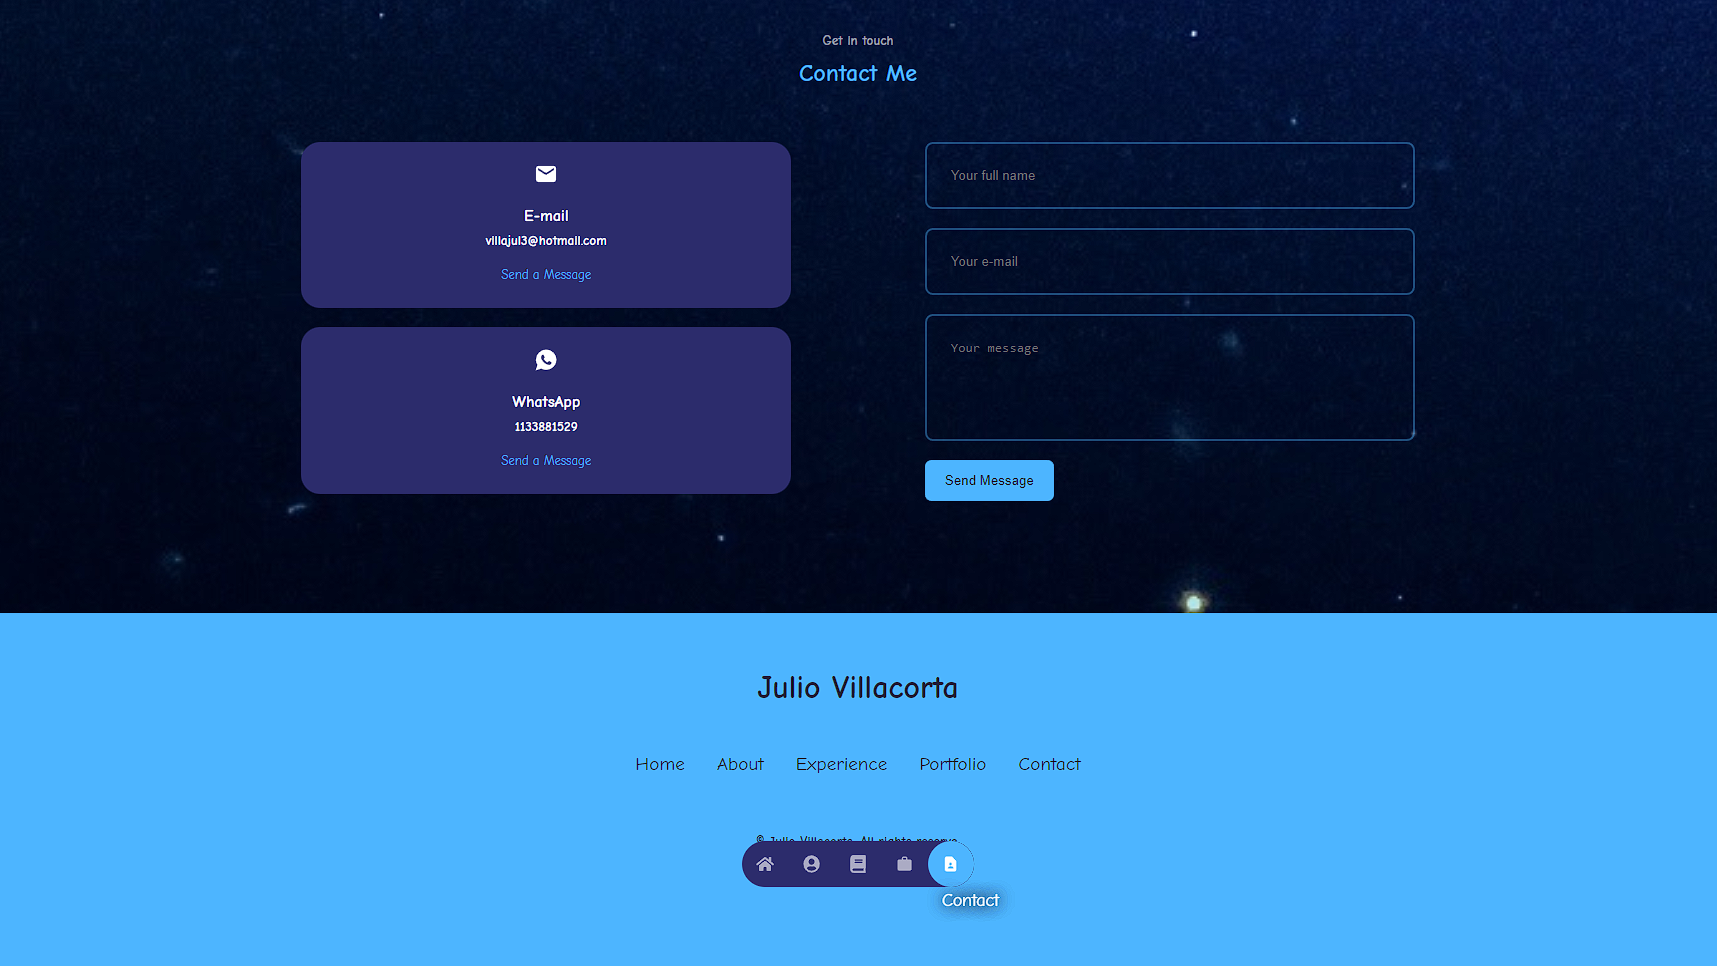 Get in touch
Contact Me
E-mail
villajul3@hotmail.com
Send a Message
WhatsApp
1133881529
Send a Message
Your full name
Your e-mail
Your message
Send Message
Julio Villacorta
Home About Experience Portfolio Contact
© Julio Villacorta. All rights reserve
Contact